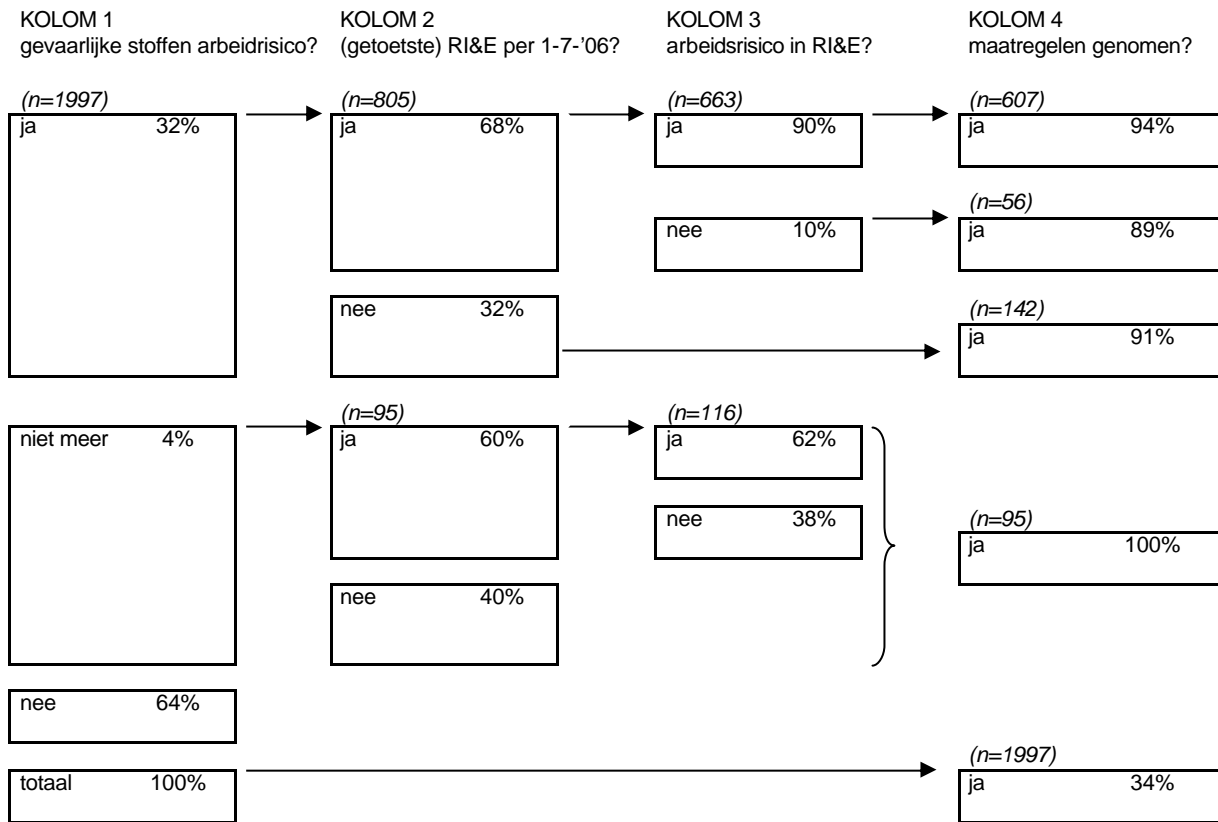 KOLOM 1 KOLOM 2 KOLOM 3 KOLOM 4
gevaarlijke stoffen arbeidrisico? (getoetste) RI&E per 1-7-'06? arbeidsrisico in RI&E? maatregelen genomen?
(n=1997) (n=805) (n=663) (n=607)
ja 32% ja 68% ja 90% ja 94%
(n=56)
nee 10% ja 89%
nee 32% (n=142)
ja 91%
(n=95) (n=116)
niet meer 4% ja 60% ja 62%
nee 38% (n=95)
ja 100%
nee 40%
nee 64%
(n=1997)
totaal 100% ja 34%